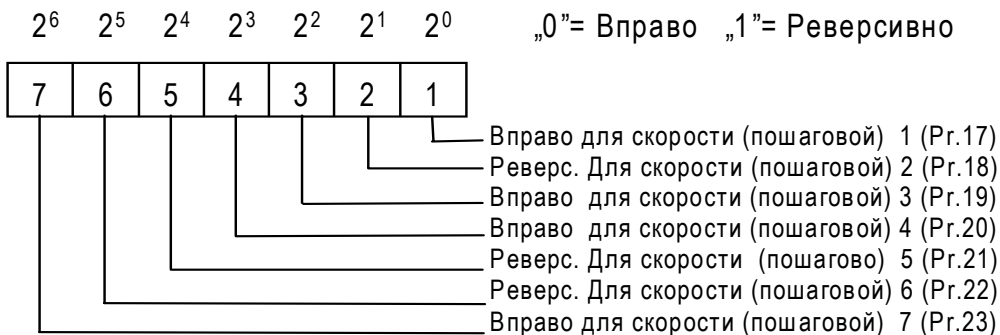 2⁶ 2⁵ 2⁴ 2³ 2² 2¹ 2⁰ „0”= Вправо „1”= Реверсивно
7 6 5 4 3 2 1
Вправо для скорости (пошаговой) 1 (Pr.17)
Реверс. Для скорости (пошаговой) 2 (Pr.18)
Вправо для скорости (пошаговой) 3 (Pr.19)
Вправо для скорости (пошаговой) 4 (Pr.20)
Реверс. Для скорости (пошагово) 5 (Pr.21)
Реверс. Для скорости (пошаговой) 6 (Pr.22)
Вправо для скорости (пошаговой) 7 (Pr.23)